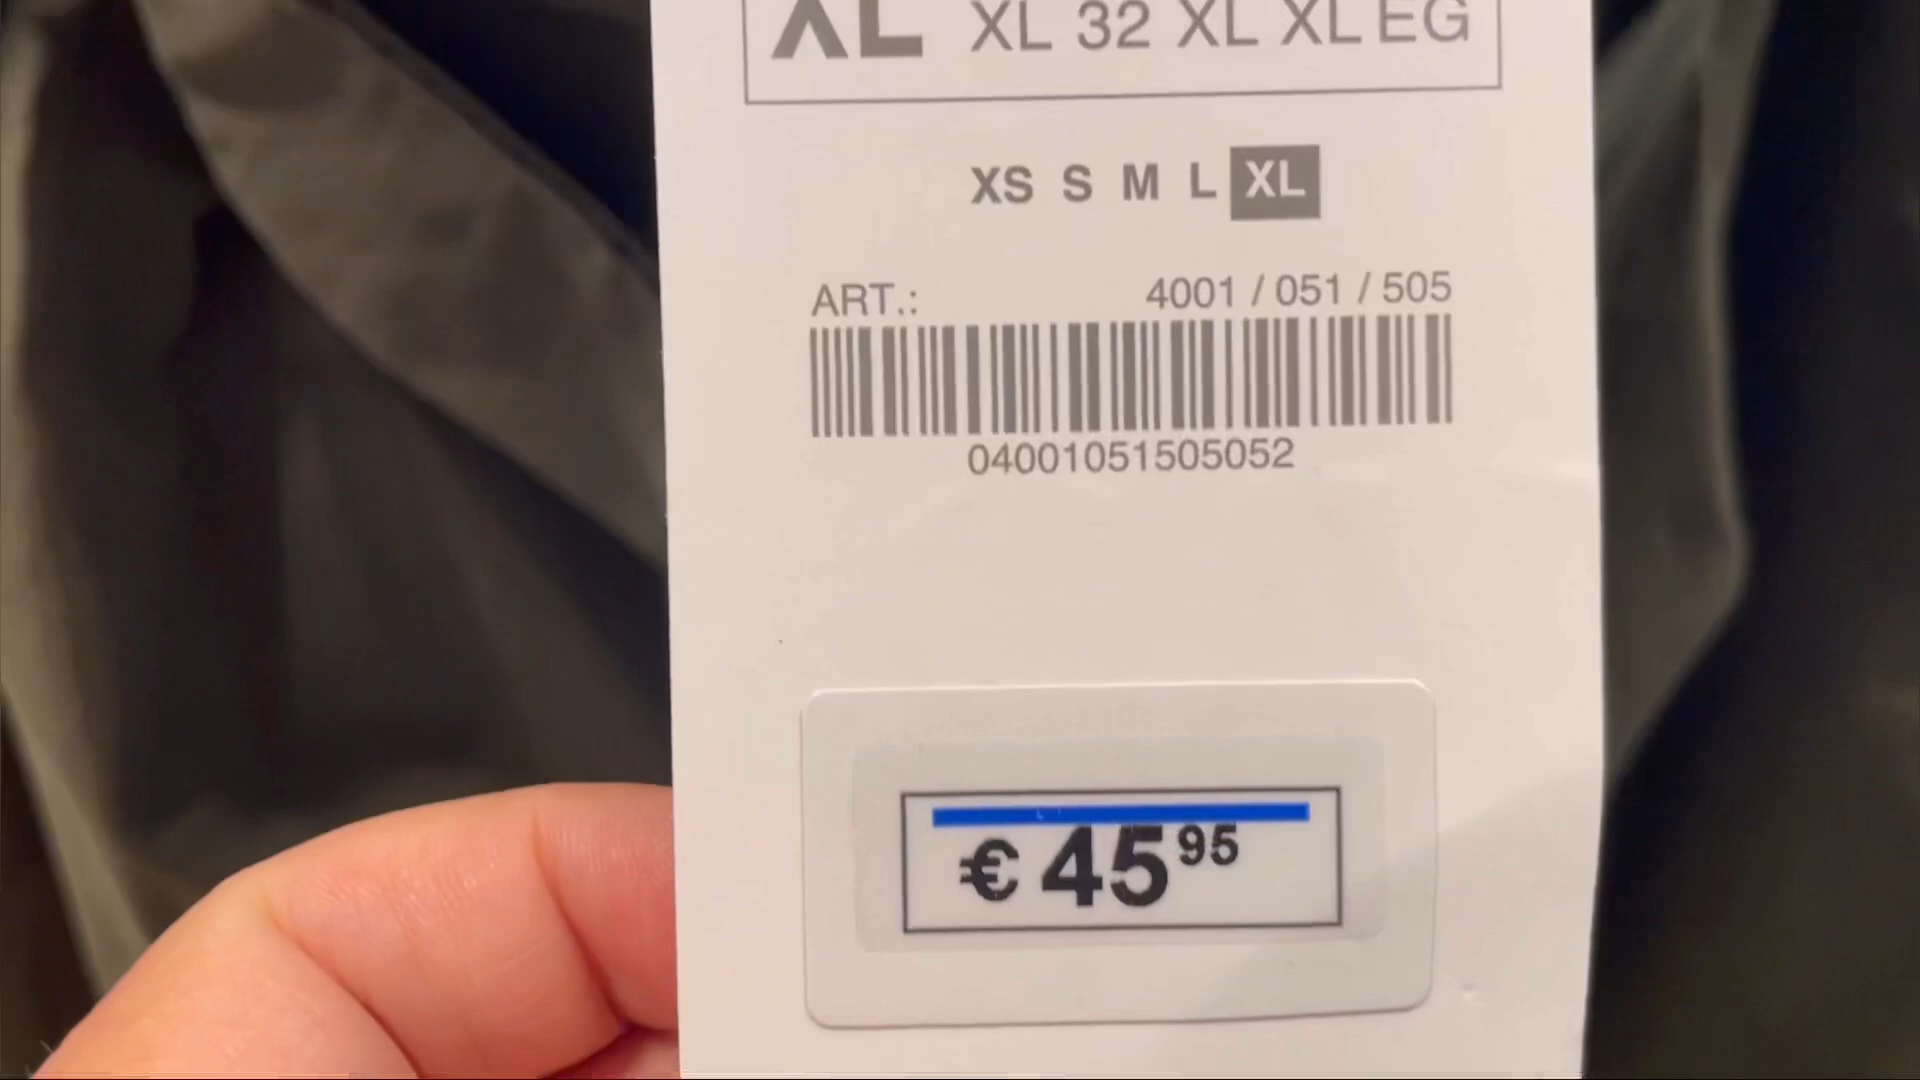 XL XL 32 XL XL EG
XS S M L XL
ART.: 4001 / 051 / 505
04001051505052
€ 45 95